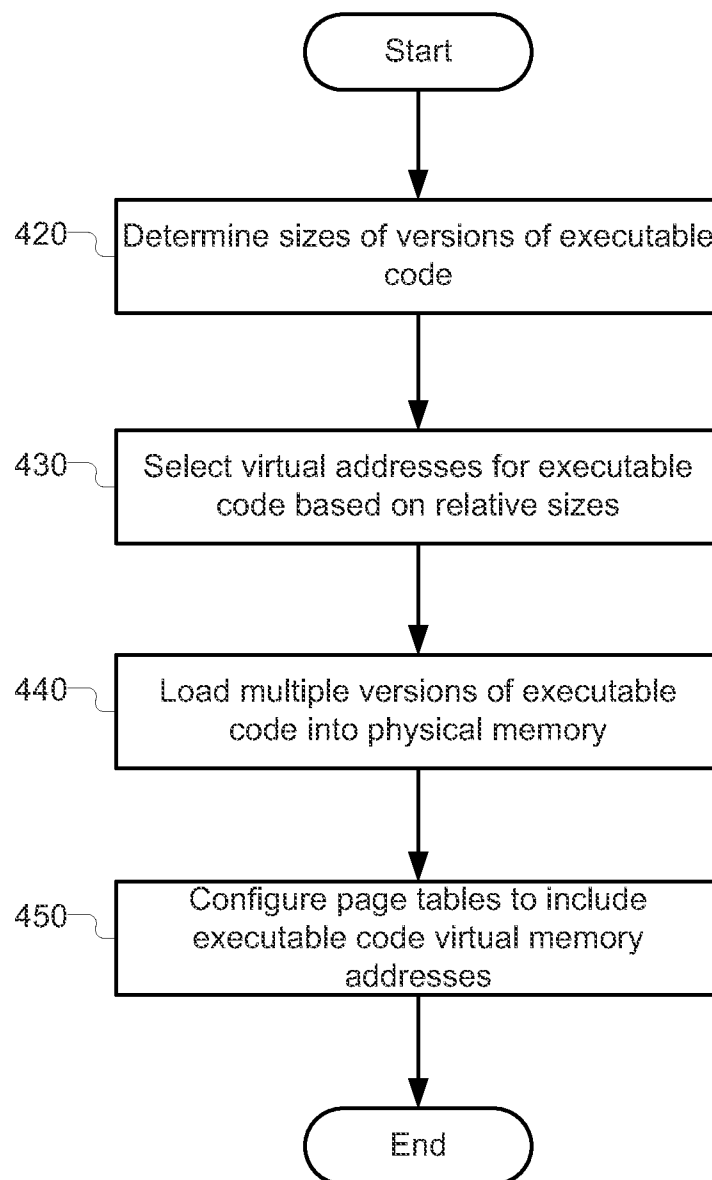 Start
420
Determine sizes of versions of executable
code
430
Select virtual addresses for executable
code based on relative sizes
440
Load multiple versions of executable
code into physical memory
450
Configure page tables to include
executable code virtual memory
addresses
End